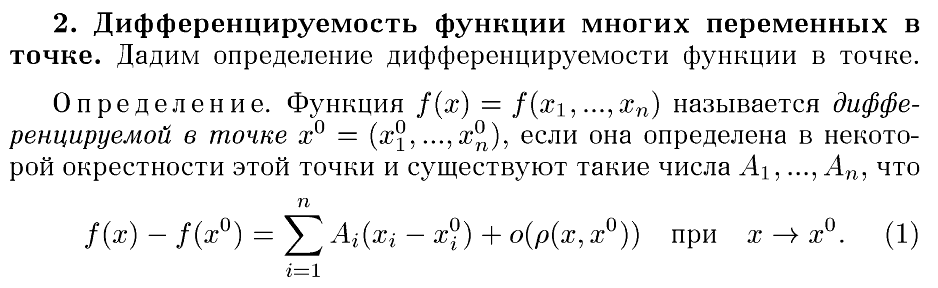 2. Дифференцируемость функции многих переменных в
точке. Дадим определение дифференцируемости функции в точке.
Определение. Функция f(x) = f(x₁, ..., xₙ) называется диффе-
ренцируемой в точке x⁰ = (x₁⁰, ..., xₙ⁰), если она определена в некото-
рой окрестности этой точки и существуют такие числа A₁, ..., Aₙ, что
f(x) − f(x⁰) = ∑ᵢ₌₁ⁿ Aᵢ(xᵢ − xᵢ⁰) + o(ρ(x, x⁰)) при x → x⁰. (1)